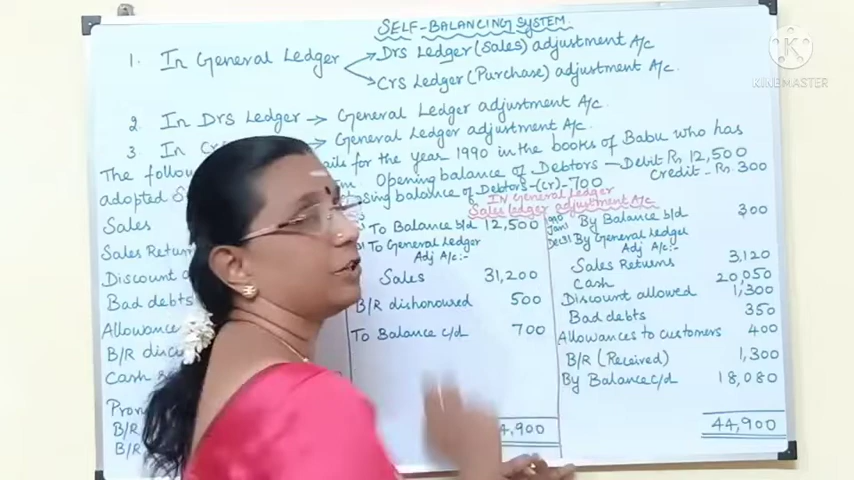 SELF-BALANCING SYSTEM
1. In General Ledger
Drs Ledger (Sales) adjustment A/c
Crs Ledger (Purchase) adjustment A/c.
2. In Drs Ledger → General Ledger adjustment A/c.
3. In → General Ledger adjustment A/c.
The for the year 1990 in the books of Babu who has
adopted Opening balance of Debtors - Debit Rs 12,500
Credit - Rs. 300
balance of Debtors-(cr)-700
IN General Ledger
Sales ledger adjustment A/c
Sales
Sales
Discount
Bad debts
Allowance
B/R
Cash
B/R
B/R
To Balance b/d 12,500
To General Ledger
Adj A/c:-
Sales 31,200
B/R dishonoured 500
To Balance c/d 700
4,900
By Balance b/d 300
Dec31 By General Ledger
Adj A/c:-
Sales Returns 3,120
Cash 20,050
Discount allowed 1,300
Bad debts 350
Allowances to customers 400
B/R (Received) 1,300
By Balance c/d 18,080
44,900
KINEMASTER